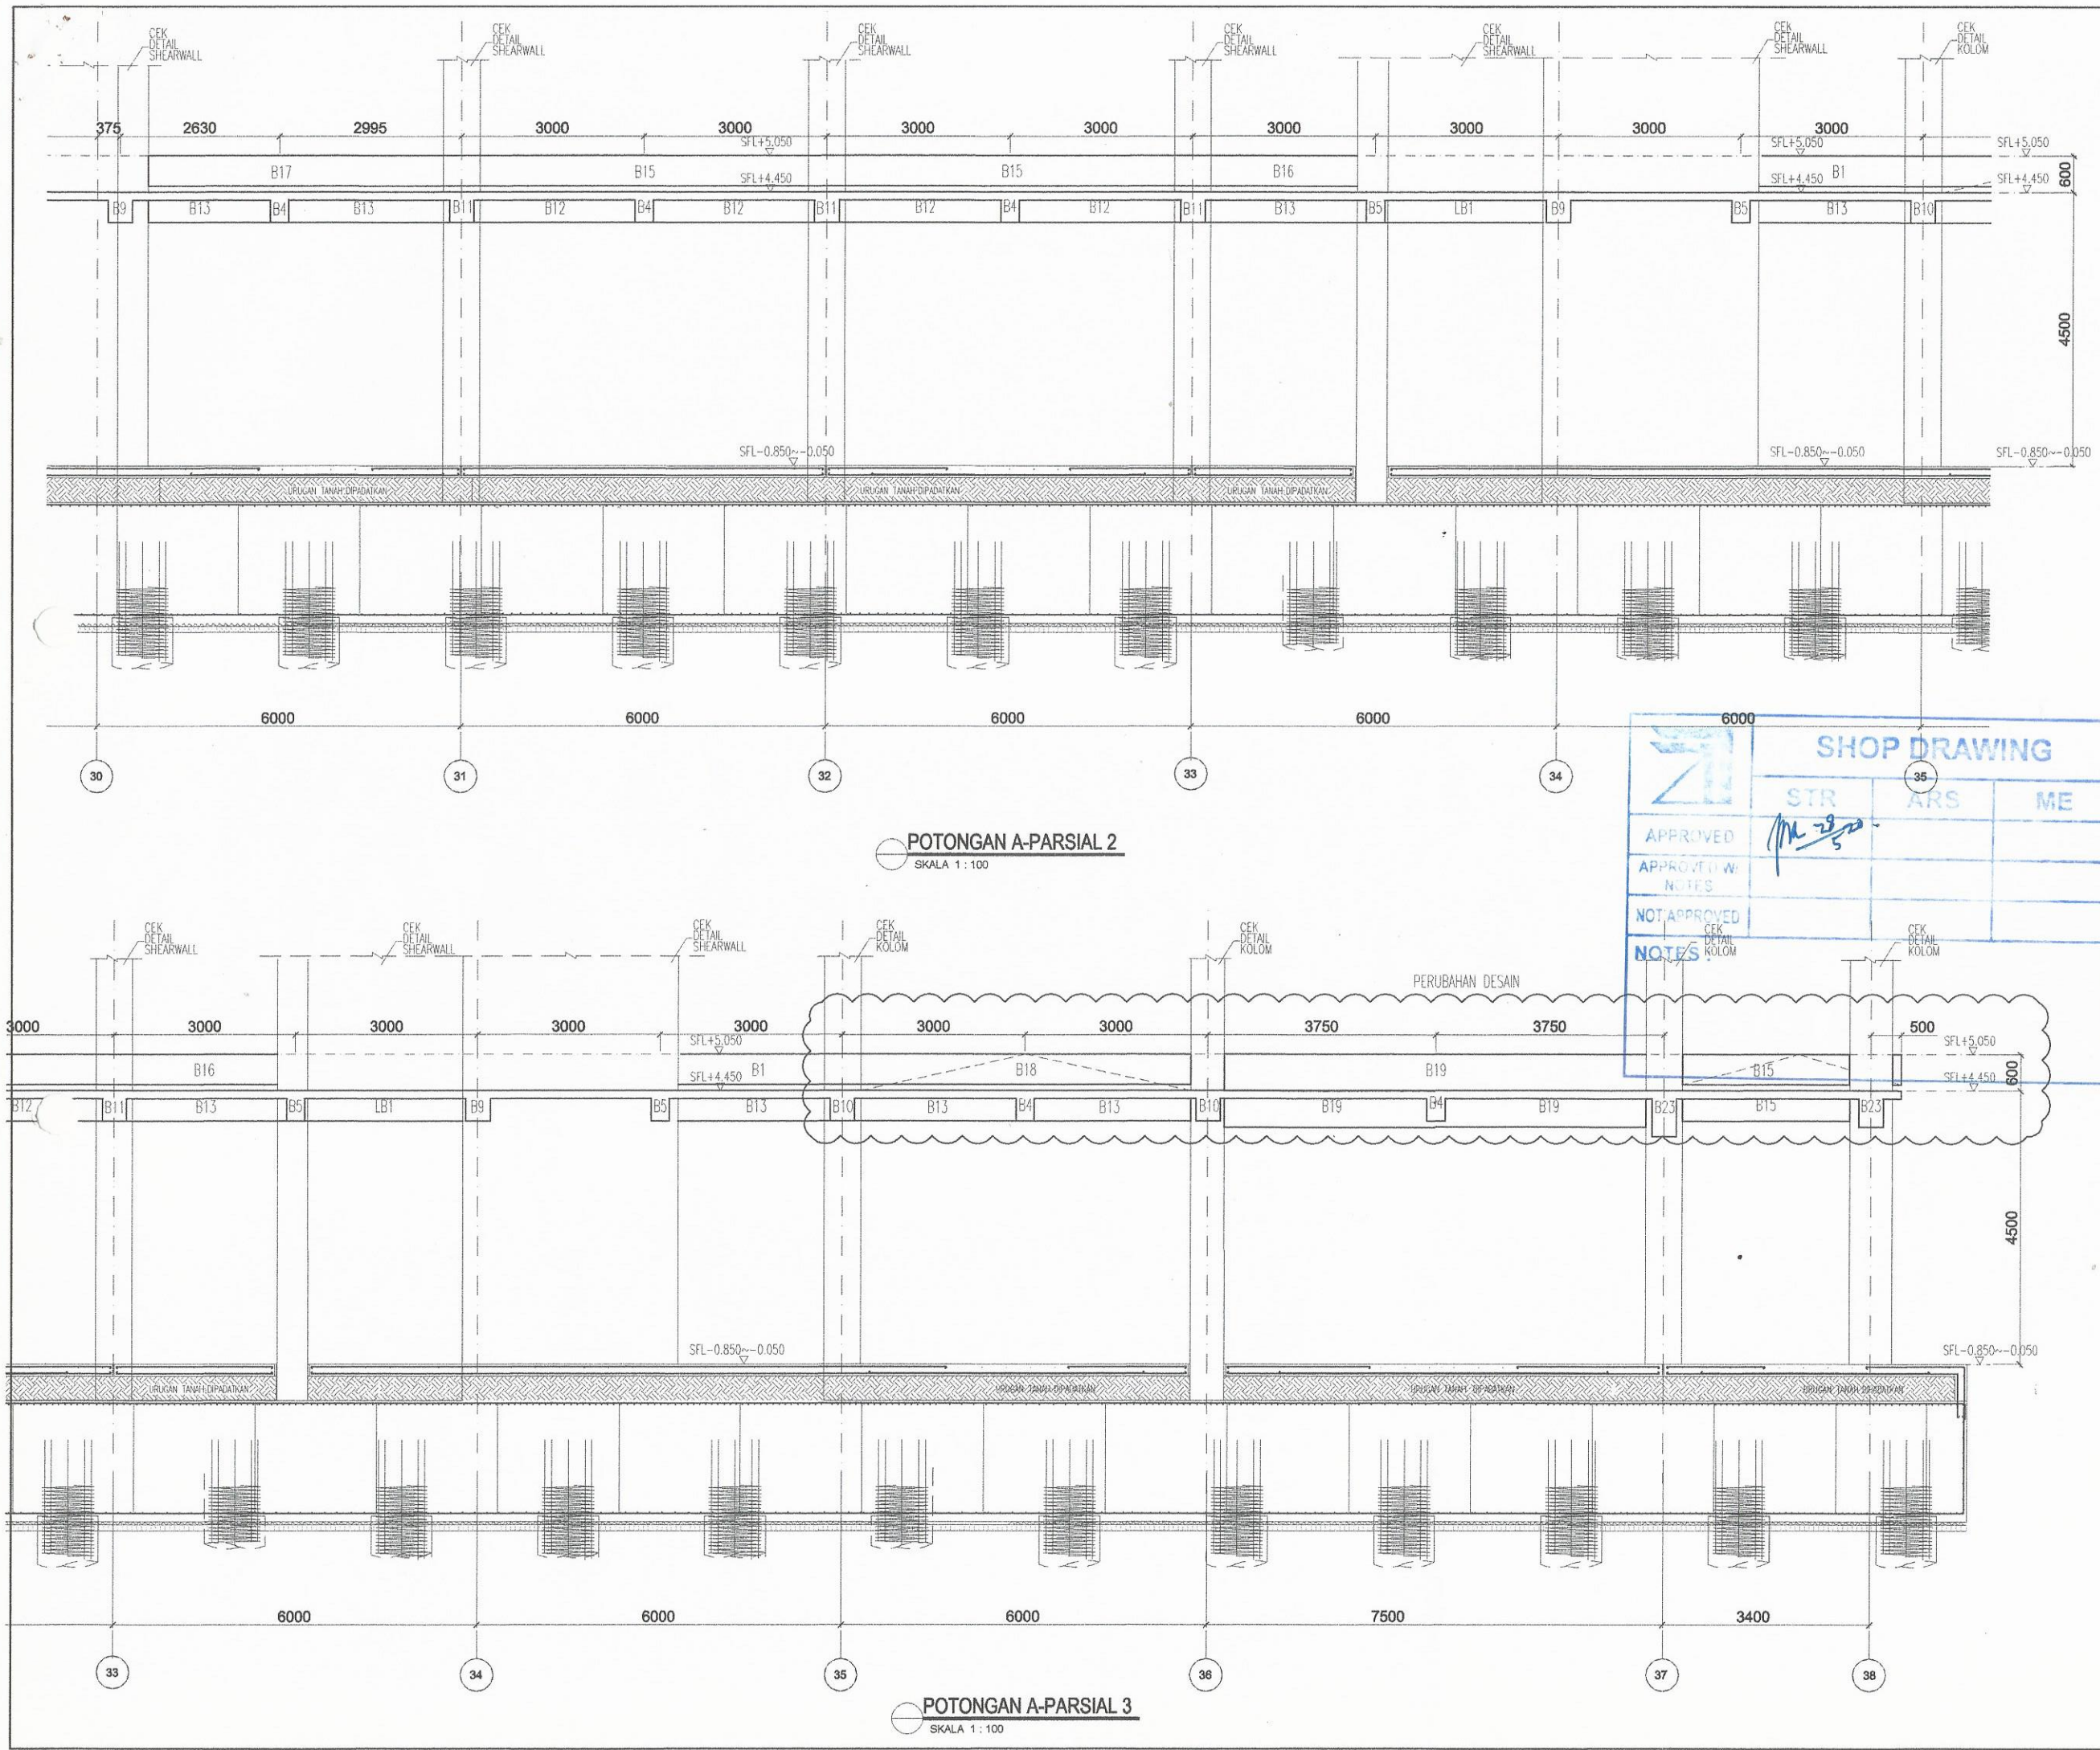 CEK
DETAIL
SHEARWALL
CEK
DETAIL
SHEARWALL
CEK
DETAIL
SHEARWALL
CEK
DETAIL
SHEARWALL
CEK
DETAIL
SHEARWALL
CEK
DETAIL
SHEARWALL
CEK
DETAIL
KOLOM
375 2630 2995 3000 3000 3000 3000 3000 3000 3000 3000
SFL+5.050 SFL+5.050 SFL+5.050
B17 B15 B15 B16 B1
SFL+4.450 SFL+4.450 SFL+4.450
600
B9 B13 B4 B13 B11 B12 B4 B12 B11 B12 B4 B12 B11 B13 B5 LB1 B9 B5 B13 B10
4500
SFL-0.850~-0.050 SFL-0.850~-0.050 SFL-0.850~-0.050
URUGAN TANAH DIPADATKAN URUGAN TANAH DIPADATKAN URUGAN TANAH DIPADATKAN
6000 6000 6000 6000 6000
30 31 32 33 34 35
POTONGAN A-PARSIAL 2
SKALA 1 : 100
SHOP DRAWING
STR ARS ME
APPROVED
APPROVED W/
NOTES
NOT APPROVED
NOTES :
CEK
DETAIL
SHEARWALL
CEK
DETAIL
SHEARWALL
CEK
DETAIL
SHEARWALL
CEK
DETAIL
KOLOM
CEK
DETAIL
KOLOM
CEK
DETAIL
KOLOM
CEK
DETAIL
KOLOM
PERUBAHAN DESAIN
3000 3000 3000 3000 3000 3000 3000 3750 3750 500
SFL+5.050 SFL+5.050
B16 B1 B18 B19 B15
SFL+4.450 SFL+4.450
600
B12 B11 B13 B5 LB1 B9 B5 B13 B10 B13 B4 B13 B10 B19 B4 B19 B23 B15 B23
4500
SFL-0.850~-0.050 SFL-0.850~-0.050
URUGAN TANAH DIPADATKAN URUGAN TANAH DIPADATKAN URUGAN TANAH DIPADATKAN URUGAN TANAH DIPADATKAN
6000 6000 6000 7500 3400
33 34 35 36 37 38
POTONGAN A-PARSIAL 3
SKALA 1 : 100